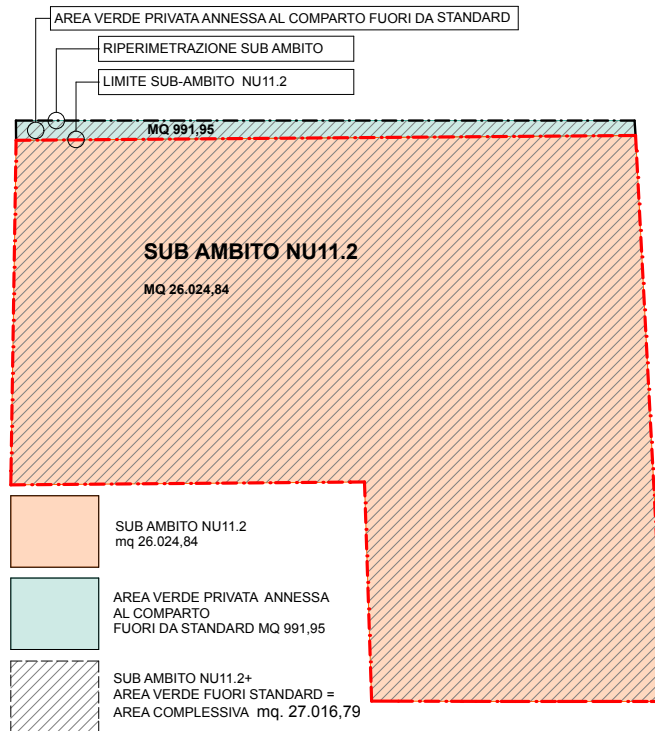 AREA VERDE PRIVATA ANNESSA AL COMPARTO FUORI DA STANDARD
RIPERIMETRAZIONE SUB AMBITO
LIMITE SUB-AMBITO NU11.2
MQ 991,95
SUB AMBITO NU11.2
MQ 26.024,84
SUB AMBITO NU11.2
mq 26.024,84
AREA VERDE PRIVATA ANNESSA
AL COMPARTO
FUORI DA STANDARD MQ 991,95
SUB AMBITO NU11.2+
AREA VERDE FUORI STANDARD =
AREA COMPLESSIVA mq. 27.016,79